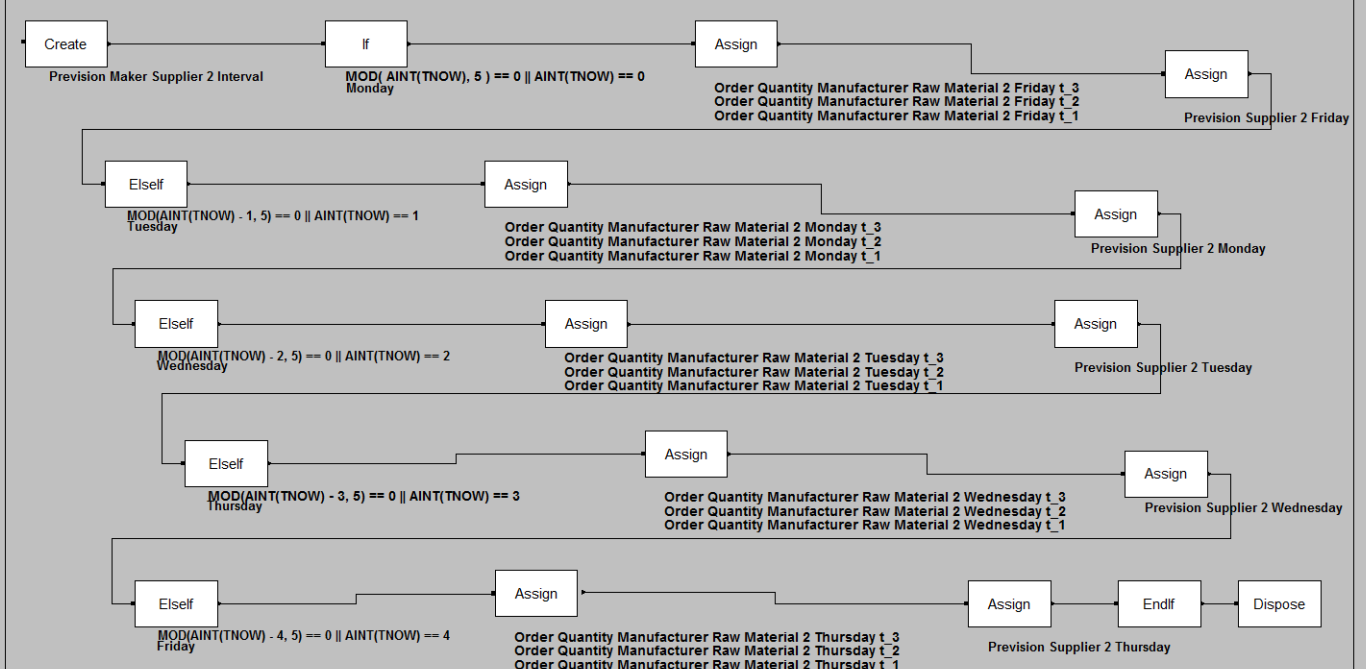 Create
If
Assign
Assign
Prevision Maker Supplier 2 Interval
MOD( AINT(TNOW), 5 ) == 0 || AINT(TNOW) == 0
Monday
Order Quantity Manufacturer Raw Material 2 Friday t_3
Order Quantity Manufacturer Raw Material 2 Friday t_2
Order Quantity Manufacturer Raw Material 2 Friday t_1
Prevision Supplier 2 Friday
ElseIf
Assign
Assign
MOD(AINT(TNOW) - 1, 5) == 0 || AINT(TNOW) == 1
Tuesday
Order Quantity Manufacturer Raw Material 2 Monday t_3
Order Quantity Manufacturer Raw Material 2 Monday t_2
Order Quantity Manufacturer Raw Material 2 Monday t_1
Prevision Supplier 2 Monday
ElseIf
Assign
Assign
MOD(AINT(TNOW) - 2, 5) == 0 || AINT(TNOW) == 2
Wednesday
Order Quantity Manufacturer Raw Material 2 Tuesday t_3
Order Quantity Manufacturer Raw Material 2 Tuesday t_2
Order Quantity Manufacturer Raw Material 2 Tuesday t_1
Prevision Supplier 2 Tuesday
ElseIf
Assign
Assign
MOD(AINT(TNOW) - 3, 5) == 0 || AINT(TNOW) == 3
Thursday
Order Quantity Manufacturer Raw Material 2 Wednesday t_3
Order Quantity Manufacturer Raw Material 2 Wednesday t_2
Order Quantity Manufacturer Raw Material 2 Wednesday t_1
Prevision Supplier 2 Wednesday
ElseIf
Assign
Assign
EndIf
Dispose
MOD(AINT(TNOW) - 4, 5) == 0 || AINT(TNOW) == 4
Friday
Order Quantity Manufacturer Raw Material 2 Thursday t_3
Order Quantity Manufacturer Raw Material 2 Thursday t_2
Order Quantity Manufacturer Raw Material 2 Thursday t_1
Prevision Supplier 2 Thursday